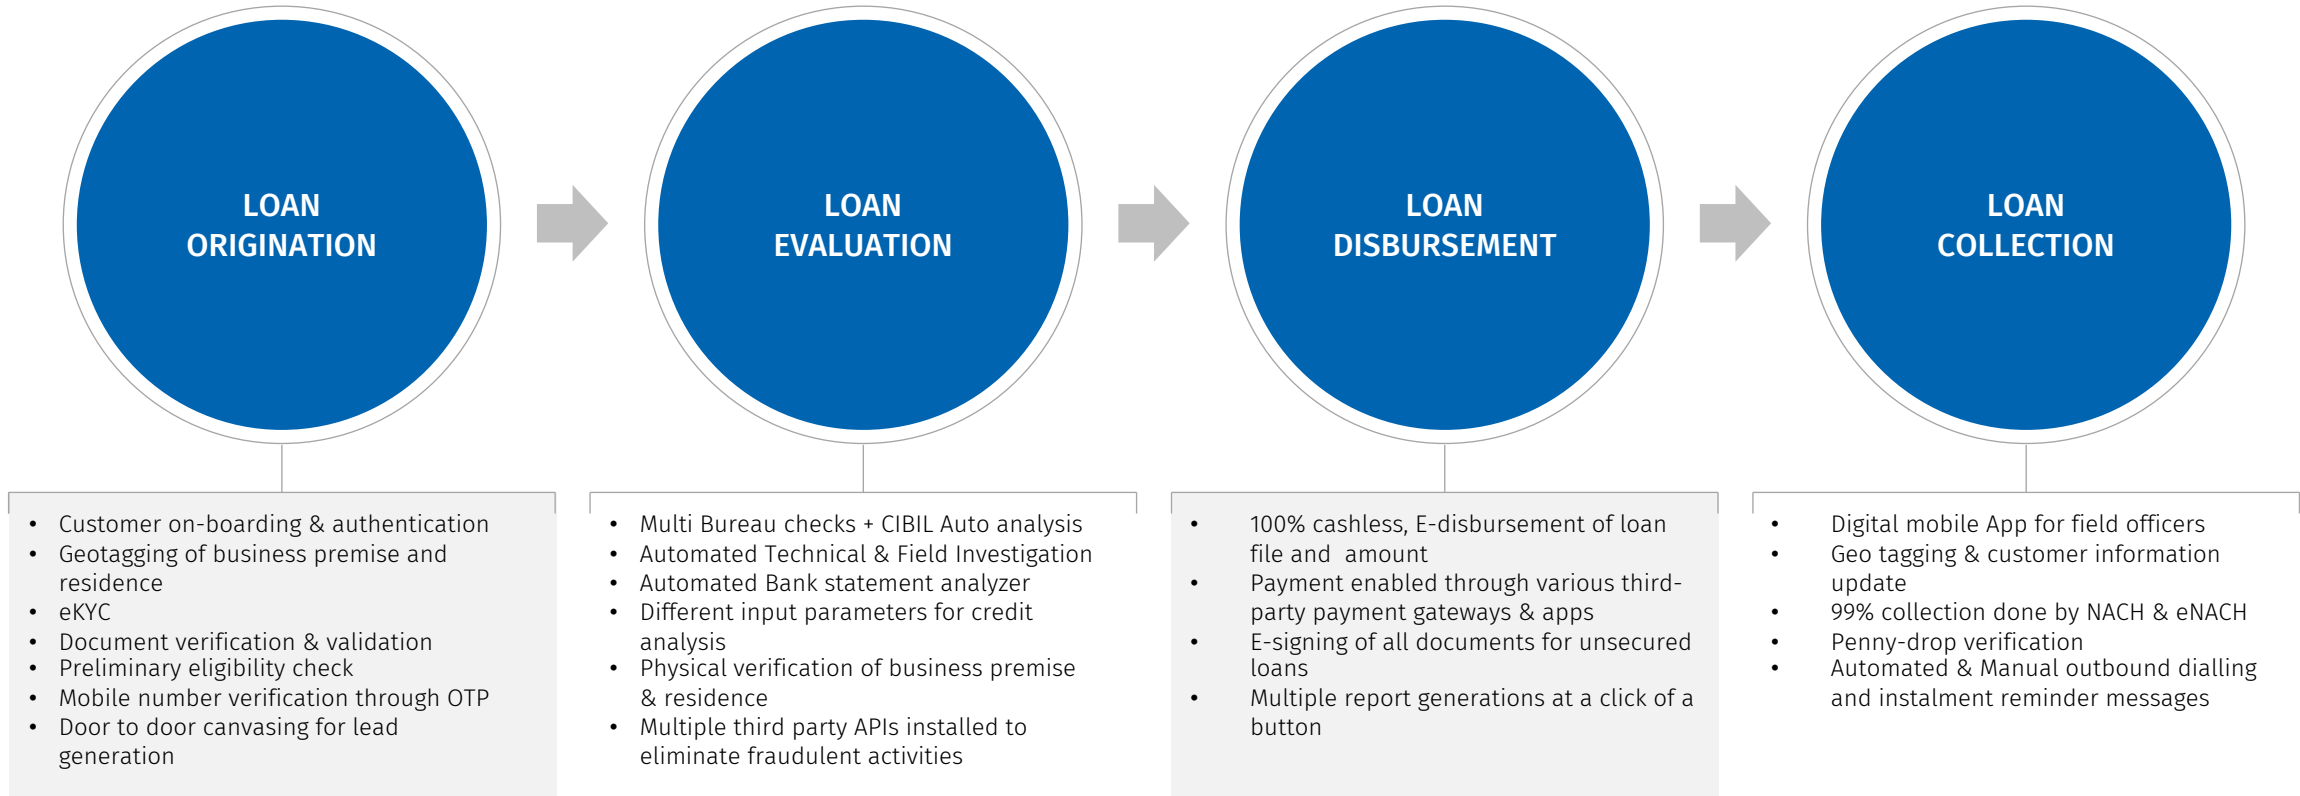 LOAN
ORIGINATION
LOAN
EVALUATION
LOAN
DISBURSEMENT
LOAN
COLLECTION
• Customer on-boarding & authentication
• Geotagging of business premise and
residence
• eKYC
• Document verification & validation
• Preliminary eligibility check
• Mobile number verification through OTP
• Door to door canvasing for lead
generation
• Multi Bureau checks + CIBIL Auto analysis
• Automated Technical & Field Investigation
• Automated Bank statement analyzer
• Different input parameters for credit
analysis
• Physical verification of business premise
& residence
• Multiple third party APIs installed to
eliminate fraudulent activities
• 100% cashless, E-disbursement of loan
file and amount
• Payment enabled through various third-
party payment gateways & apps
• E-signing of all documents for unsecured
loans
• Multiple report generations at a click of a
button
• Digital mobile App for field officers
• Geo tagging & customer information
update
• 99% collection done by NACH & eNACH
• Penny-drop verification
• Automated & Manual outbound dialling
and instalment reminder messages